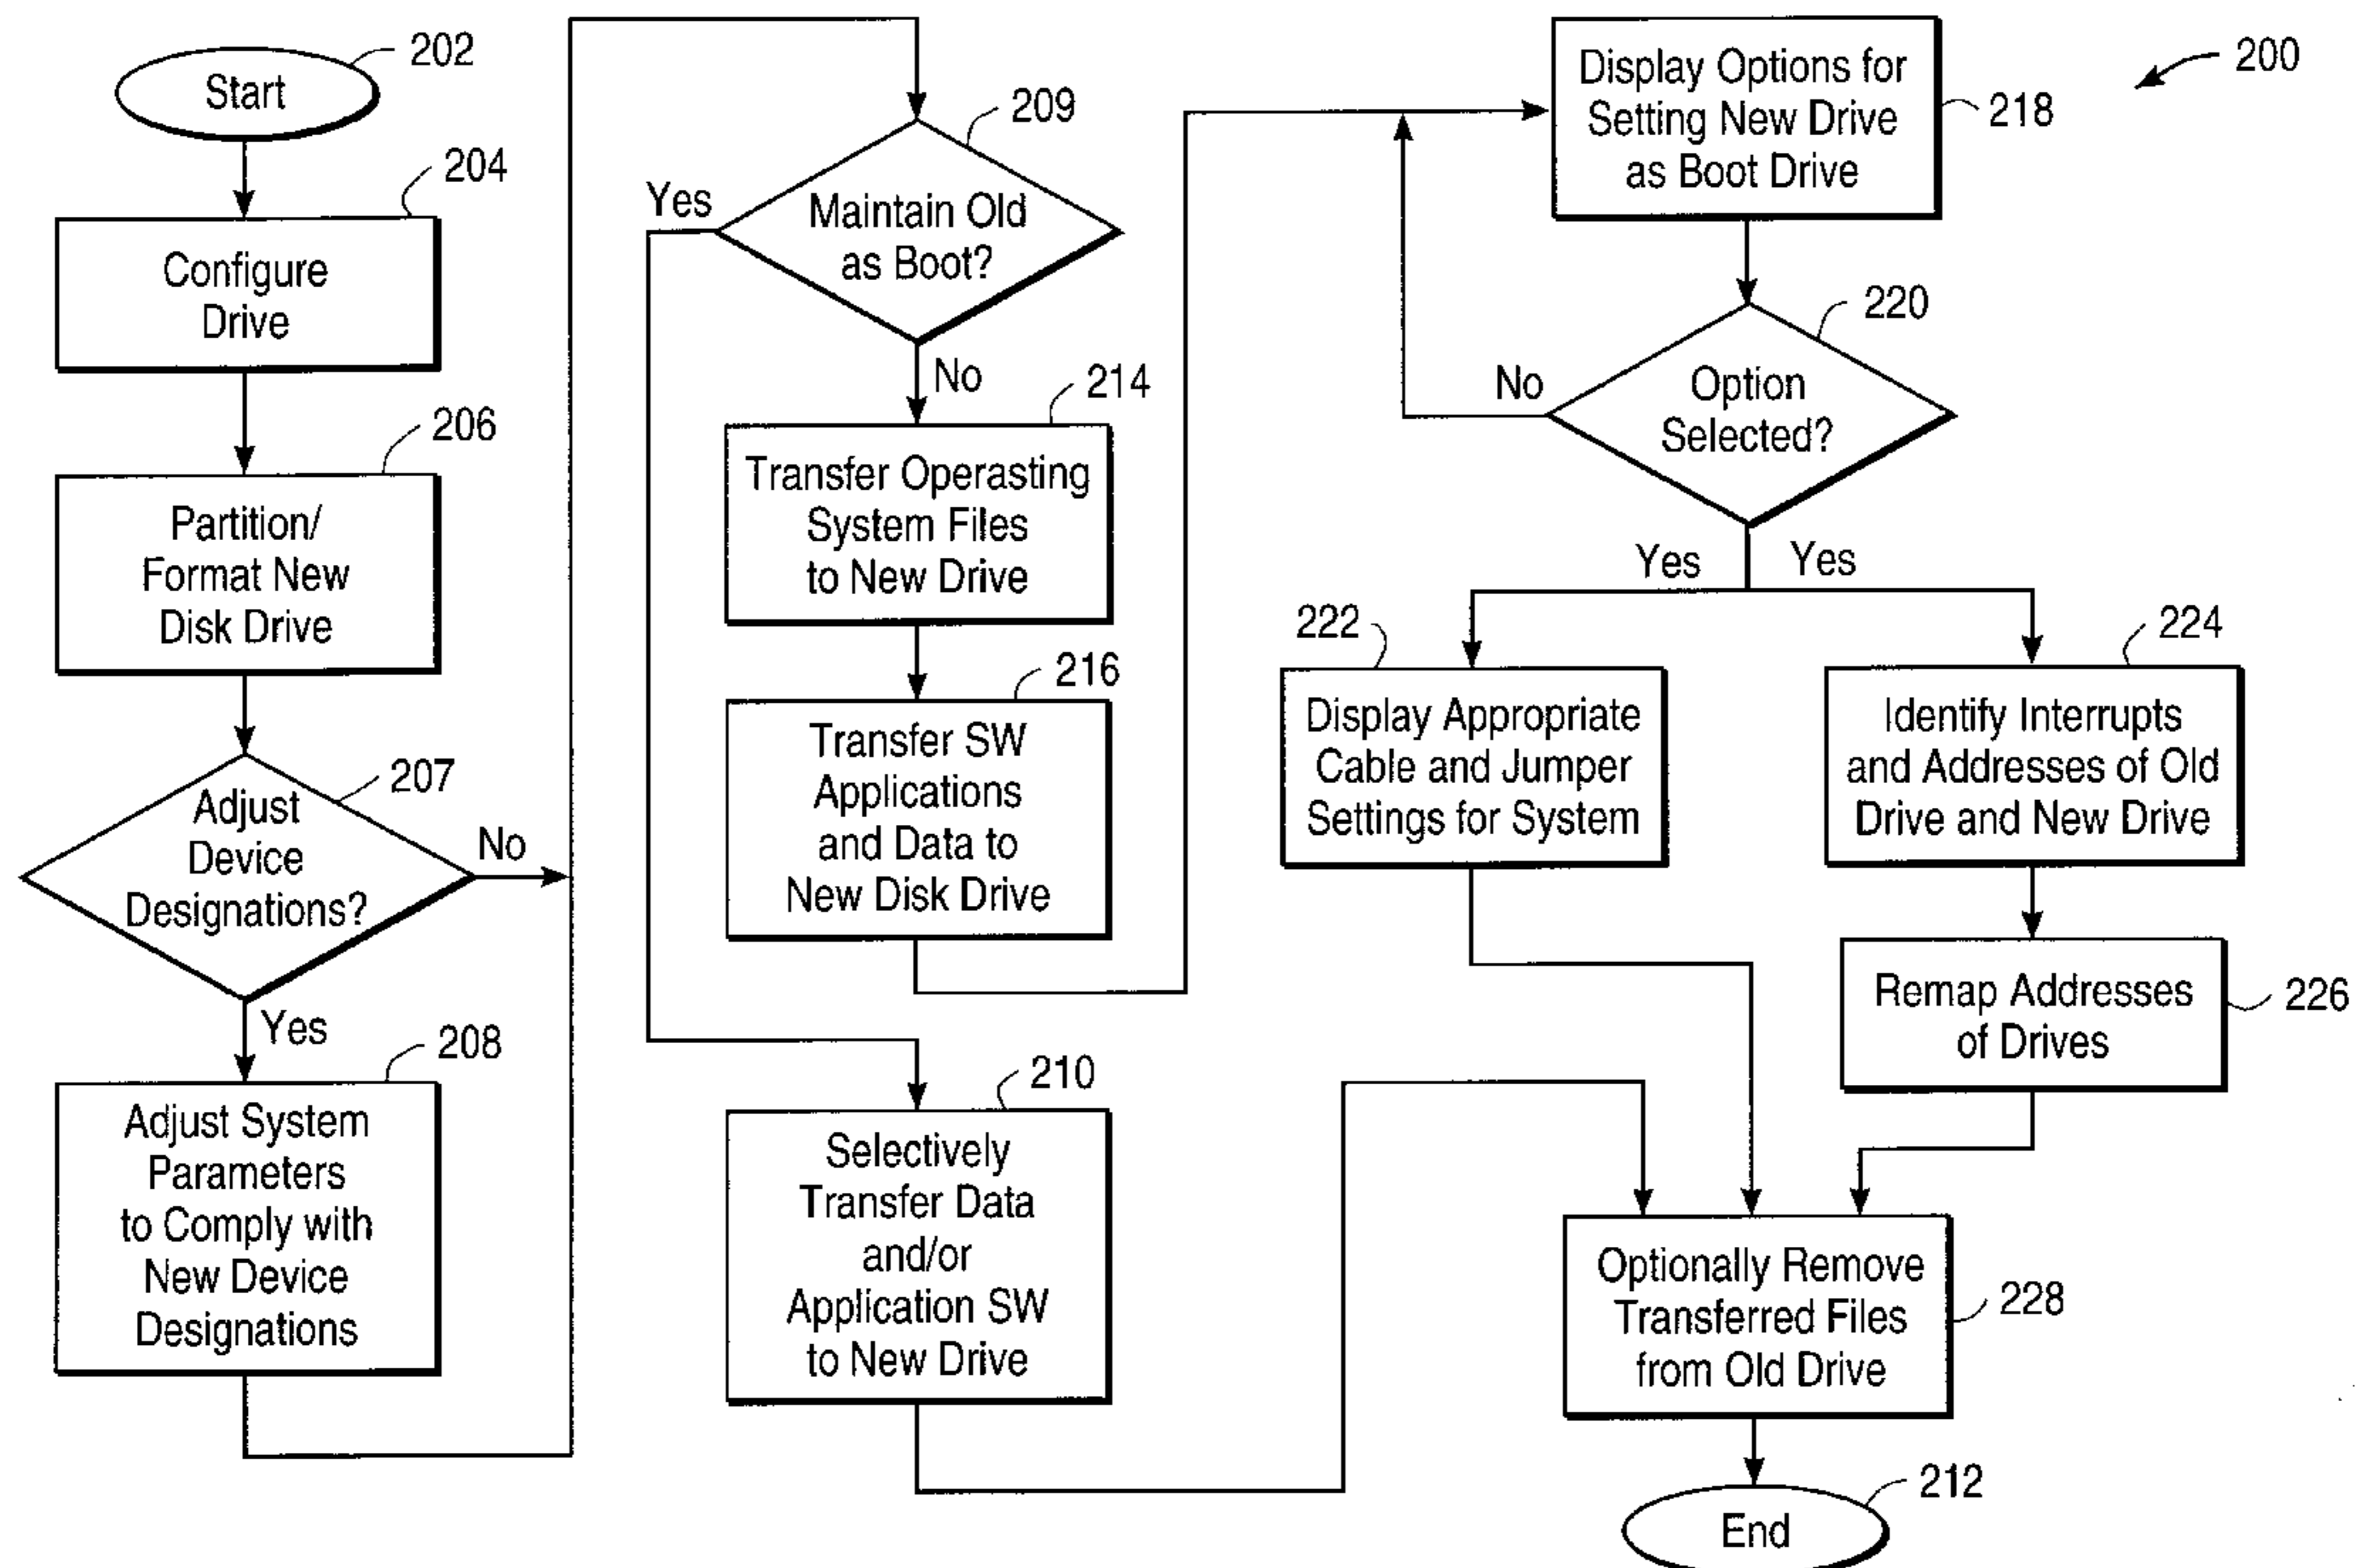 202
Start
204
Configure
Drive
206
Partition/
Format New
Disk Drive
207
Adjust
Device
Designations?
No
Yes
208
Adjust System
Parameters
to Comply with
New Device
Designations
209
Yes
Maintain Old
as Boot?
No
214
Transfer Operasting
System Files
to New Drive
216
Transfer SW
Applications
and Data to
New Disk Drive
210
Selectively
Transfer Data
and/or
Application SW
to New Drive
200
Display Options for
Setting New Drive
as Boot Drive
218
220
No
Option
Selected?
Yes
Yes
222
Display Appropriate
Cable and Jumper
Settings for System
224
Identify Interrupts
and Addresses of Old
Drive and New Drive
Remap Addresses
of Drives
226
Optionally Remove
Transferred Files
from Old Drive
228
212
End